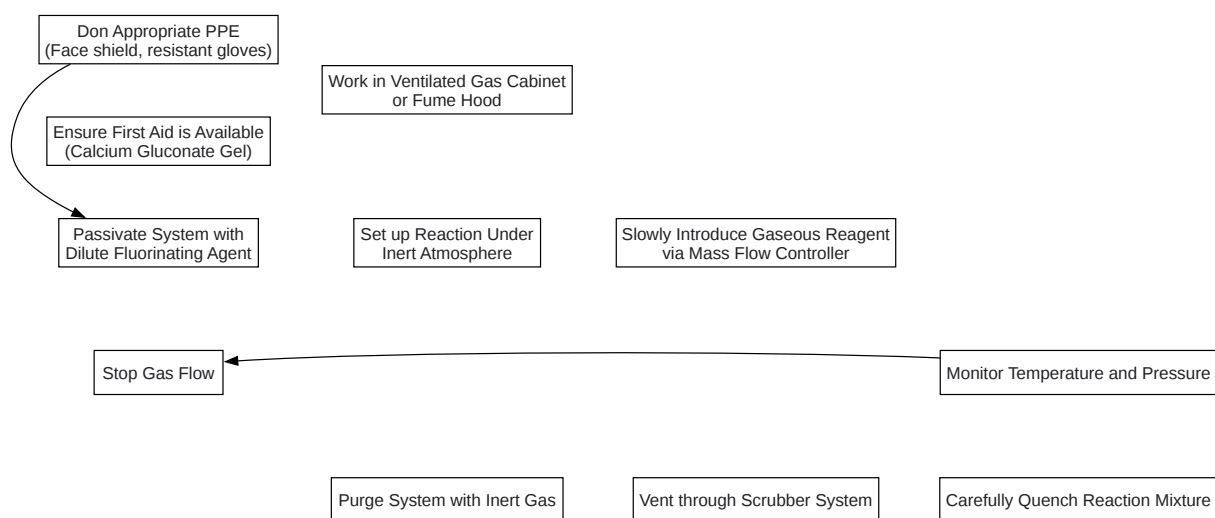 Don Appropriate PPE
(Face shield, resistant gloves)
Work in Ventilated Gas Cabinet
or Fume Hood
Ensure First Aid is Available
(Calcium Gluconate Gel)
Passivate System with
Dilute Fluorinating Agent
Set up Reaction Under
Inert Atmosphere
Slowly Introduce Gaseous Reagent
via Mass Flow Controller
Stop Gas Flow
Monitor Temperature and Pressure
Purge System with Inert Gas
Vent through Scrubber System
Carefully Quench Reaction Mixture